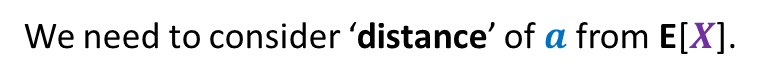 We need to consider ‘distance’ of a from E[X].